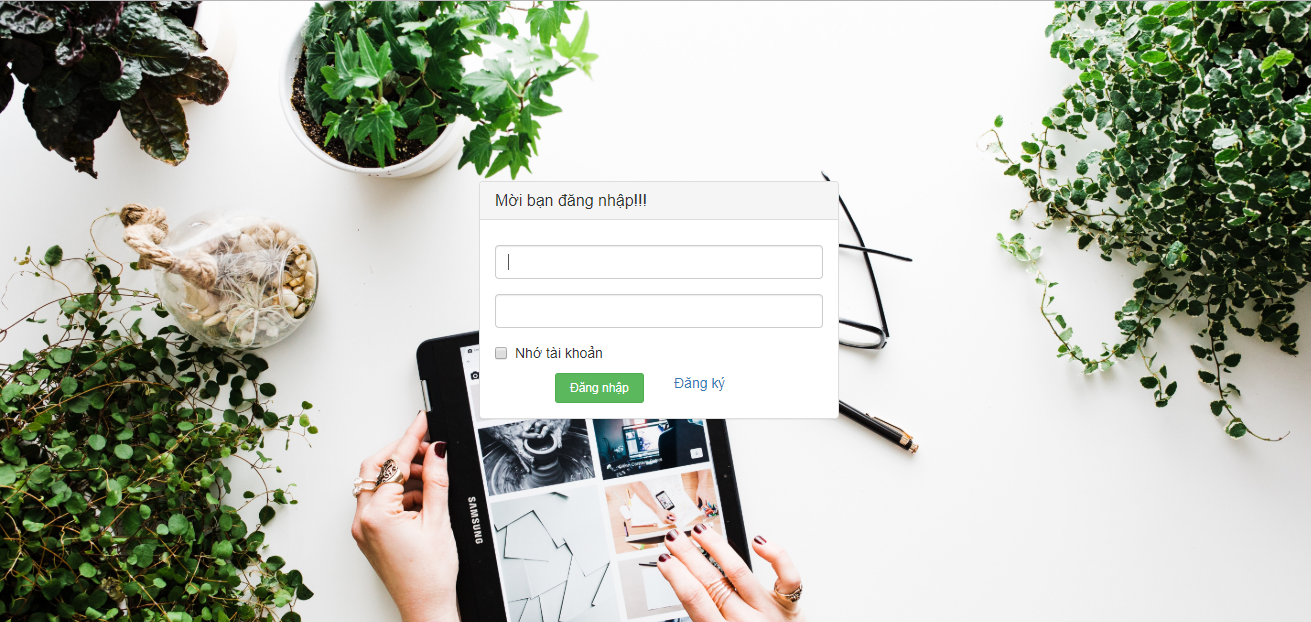 Mời bạn đăng nhập!!!
Nhớ tài khoản
Đăng nhập
Đăng ký
SAMSUNG